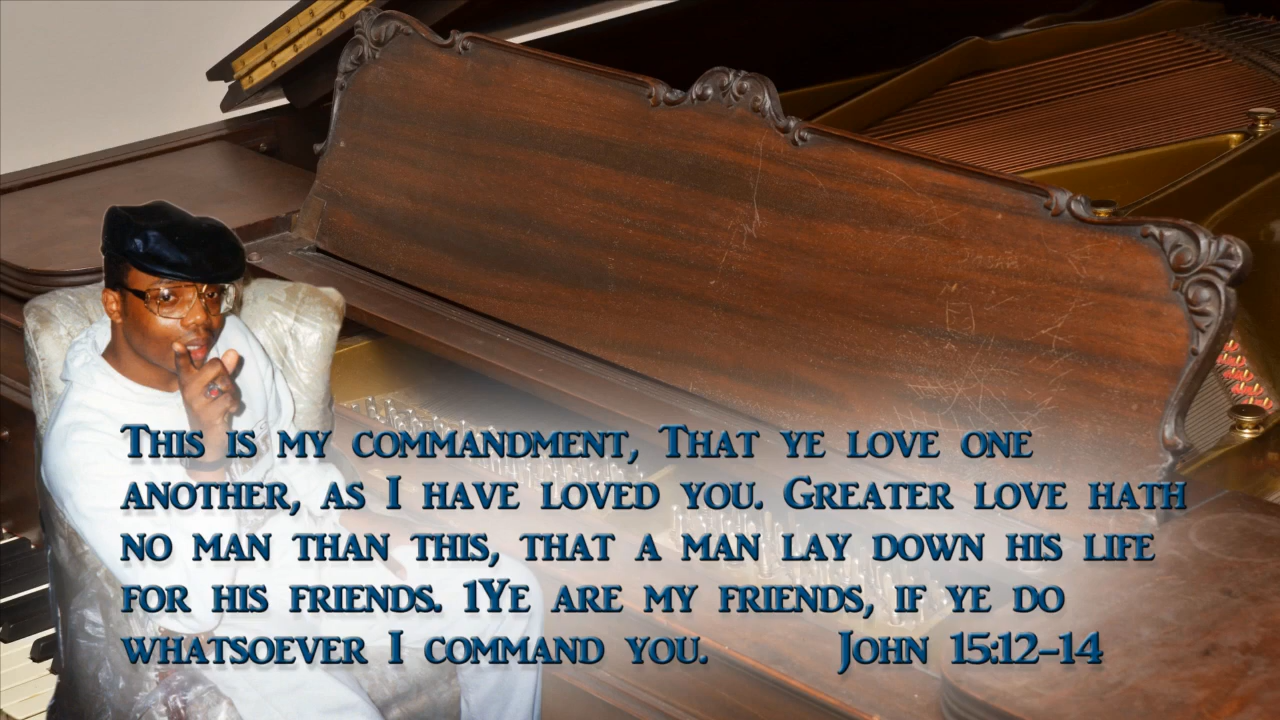 This is my commandment, That ye love one
another, as I have loved you. Greater love hath
no man than this, that a man lay down his life
for his friends. 1Ye are my friends, if ye do
whatsoever I command you. John 15:12-14